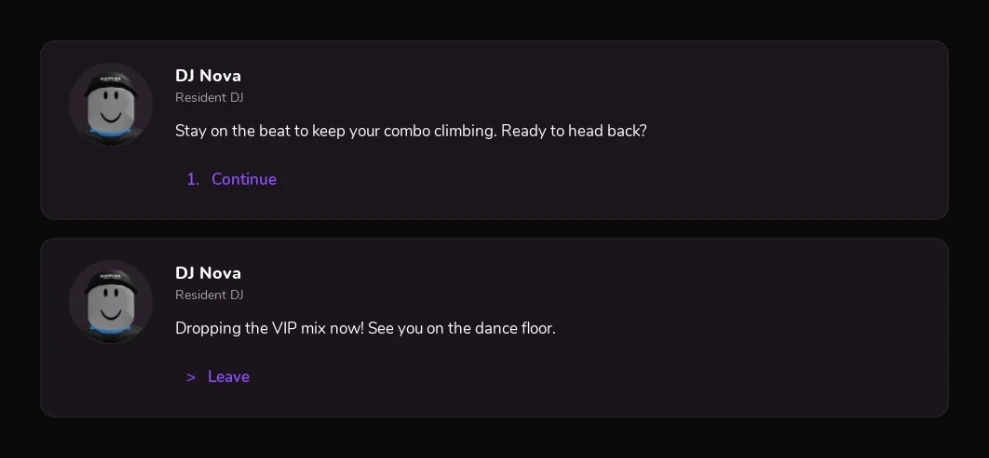 DJ Nova
Resident DJ
Stay on the beat to keep your combo climbing. Ready to head back?
1. Continue
DJ Nova
Resident DJ
Dropping the VIP mix now! See you on the dance floor.
> Leave